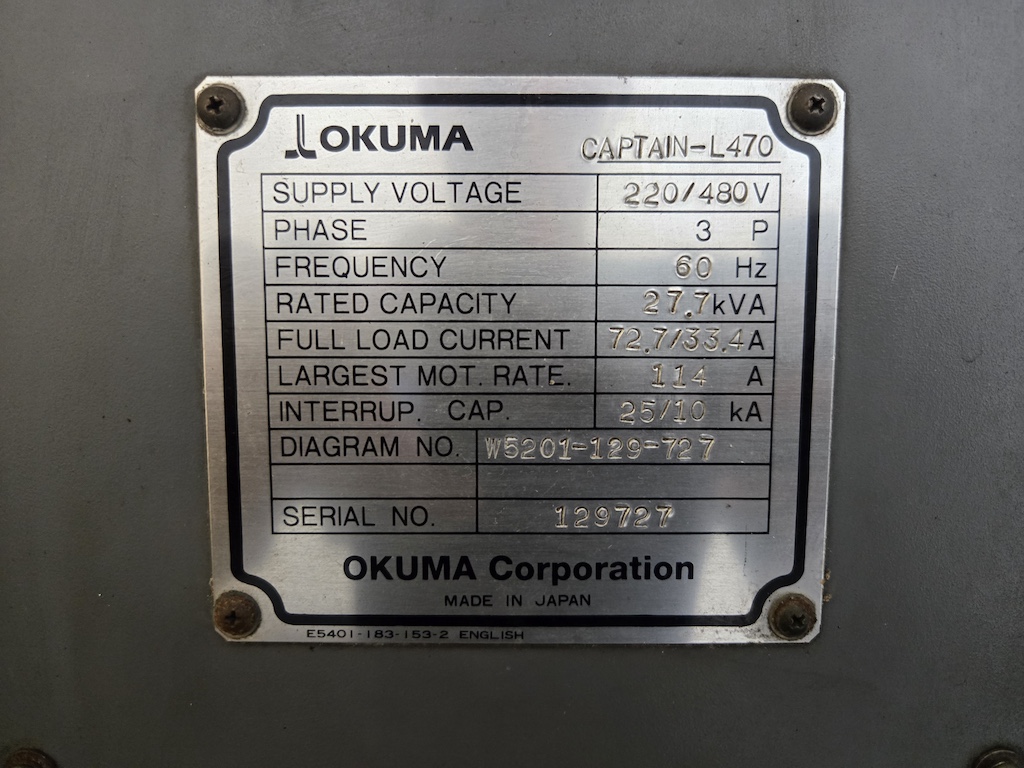 OKUMA CAPTAIN-L470
SUPPLY VOLTAGE 220/480V
PHASE 3 P
FREQUENCY 60 Hz
RATED CAPACITY 27.7kVA
FULL LOAD CURRENT 72.7/33.4A
LARGEST MOT. RATE. 114 A
INTERRUP. CAP. 25/10 kA
DIAGRAM NO. W5201-129-727
SERIAL NO. 129727
OKUMA Corporation
MADE IN JAPAN
E5401-183-153-2 ENGLISH